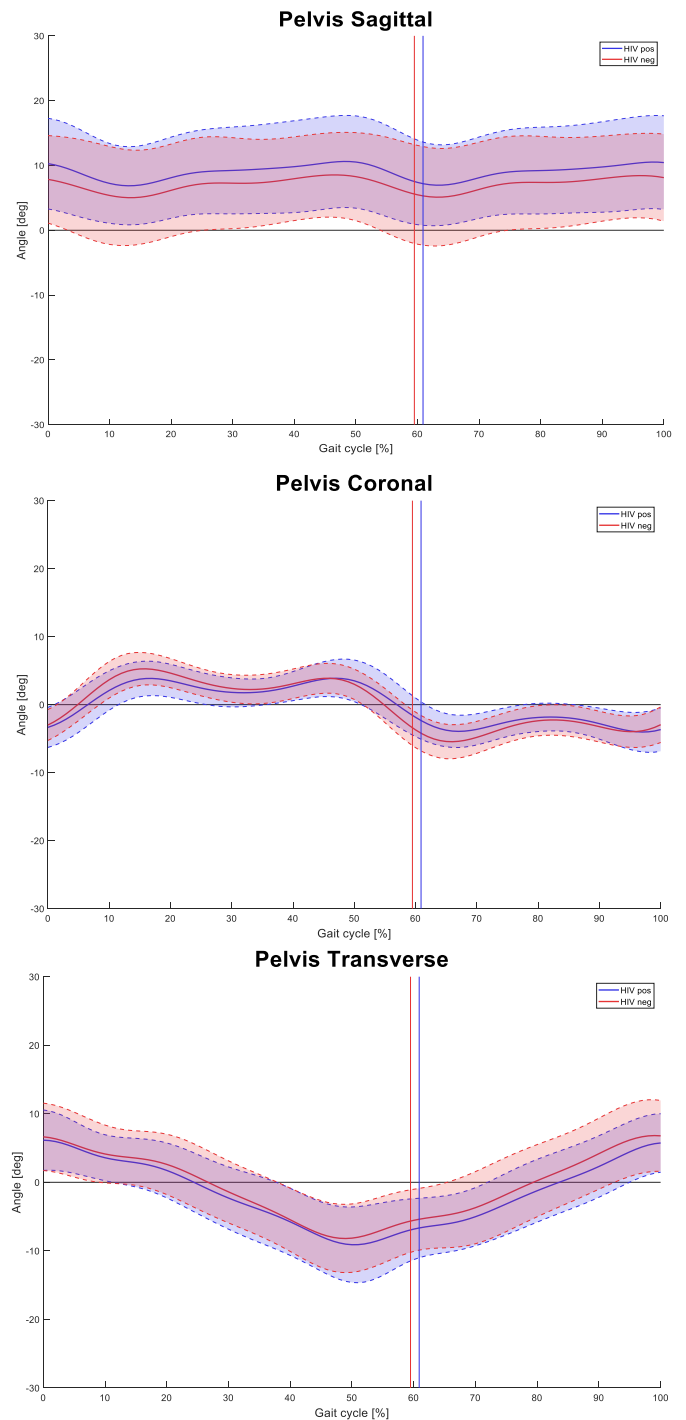 Pelvis Sagittal
30
20
10
0
-10
-20
-30
Angle [deg]
HIV pos
HIV neg
0 10 20 30 40 50 60 70 80 90 100
Gait cycle [%]
Pelvis Coronal
30
20
10
0
-10
-20
-30
Angle [deg]
HIV pos
HIV neg
0 10 20 30 40 50 60 70 80 90 100
Gait cycle [%]
Pelvis Transverse
30
20
10
0
-10
-20
-30
Angle [deg]
HIV pos
HIV neg
0 10 20 30 40 50 60 70 80 90 100
Gait cycle [%]